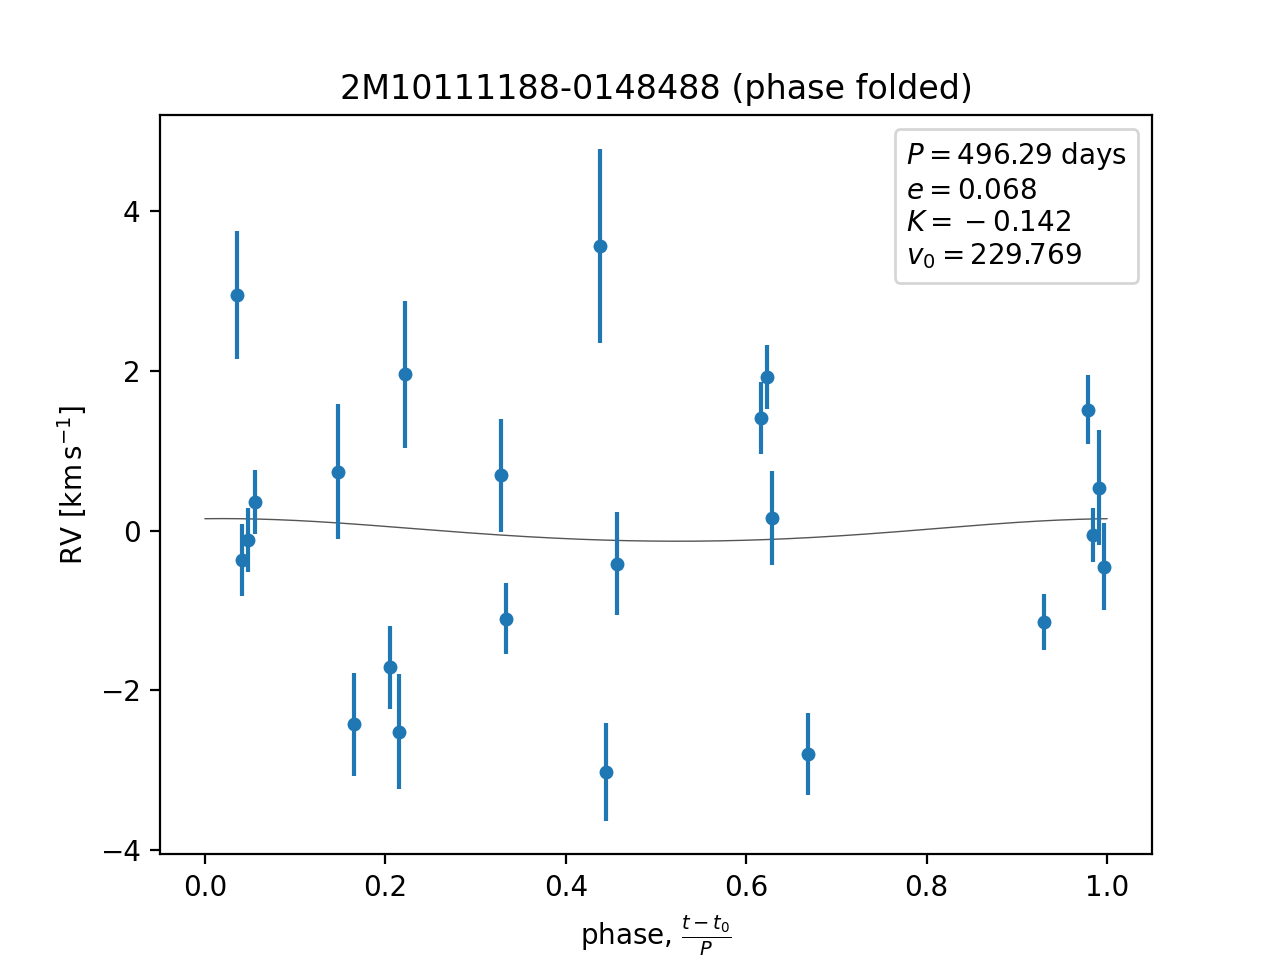 2M10111188-0148488 (phase folded)
P = 496.29 days
e = 0.068
K = −0.142
v₀ = 229.769
4
2
0
−2
−4
RV [km s⁻¹]
0.0 0.2 0.4 0.6 0.8 1.0
phase, (t − t₀)/P